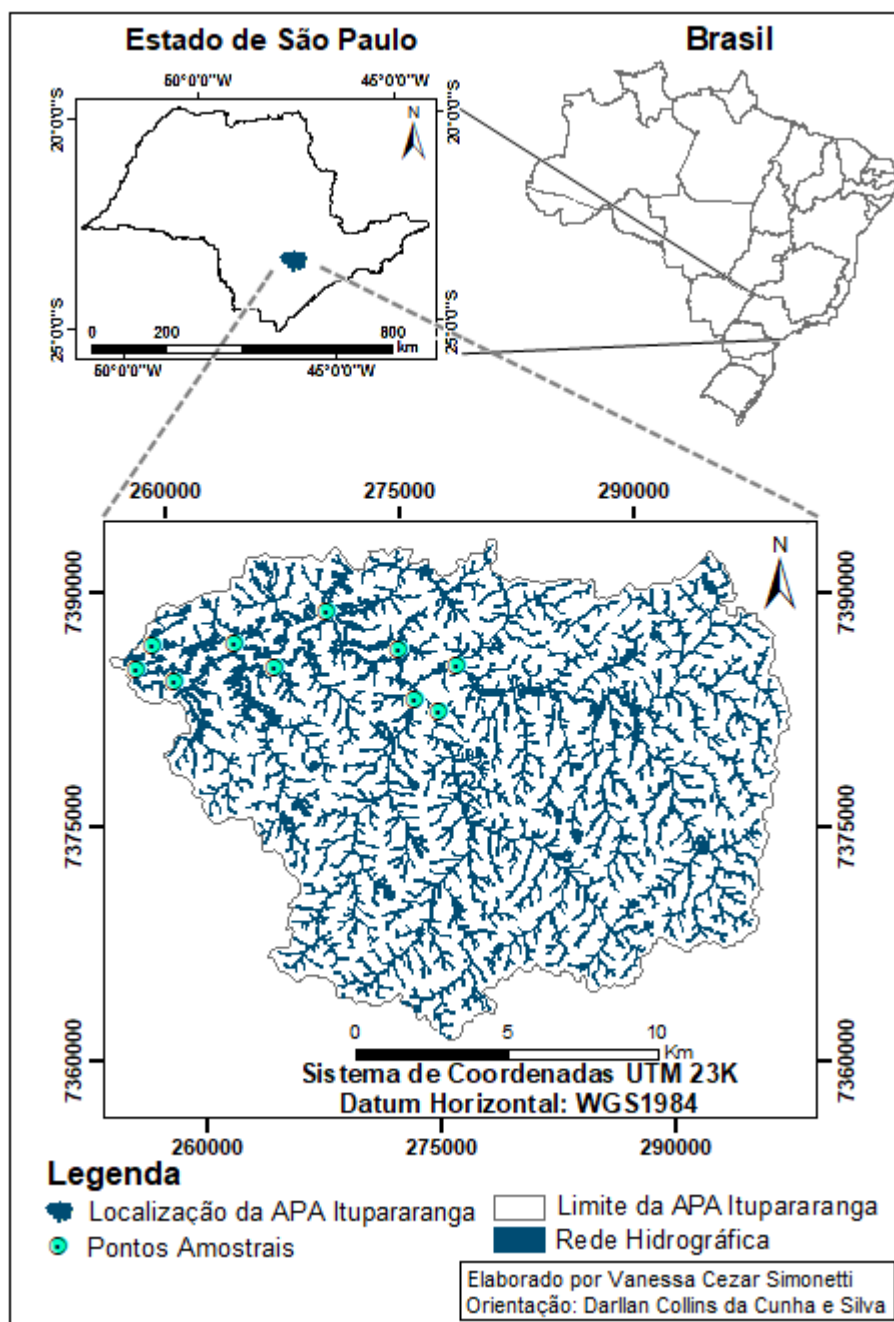 Estado de São Paulo
Brasil
50°0'0"W
45°0'0"W
20°0'0"S
20°0'0"S
N
25°0'0"S
25°0'0"S
0 200 800
km
50°0'0"W
45°0'0"W
260000 275000 290000
N
7390000
7390000
7375000
7375000
7360000
7360000
0 5 10
Km
Sistema de Coordenadas UTM 23K
Datum Horizontal: WGS1984
260000 275000 290000
Legenda
Localização da APA Itupararanga
Limite da APA Itupararanga
Pontos Amostrais
Rede Hidrográfica
Elaborado por Vanessa Cezar Simonetti
Orientação: Darllan Collins da Cunha e Silva